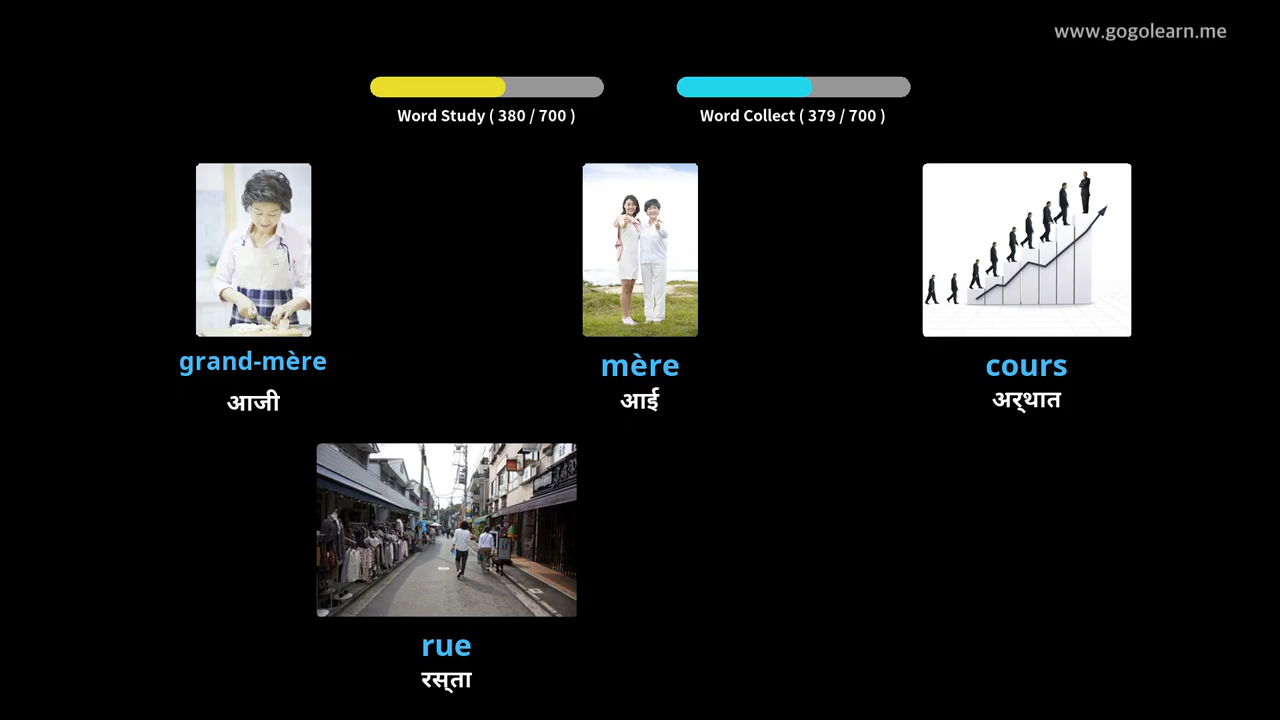 www.gogolearn.me
Word Study ( 380 / 700 )
Word Collect ( 379 / 700 )
grand-mère
आजी
mère
आई
cours
अर्‌थात
rue
रस्‌ता